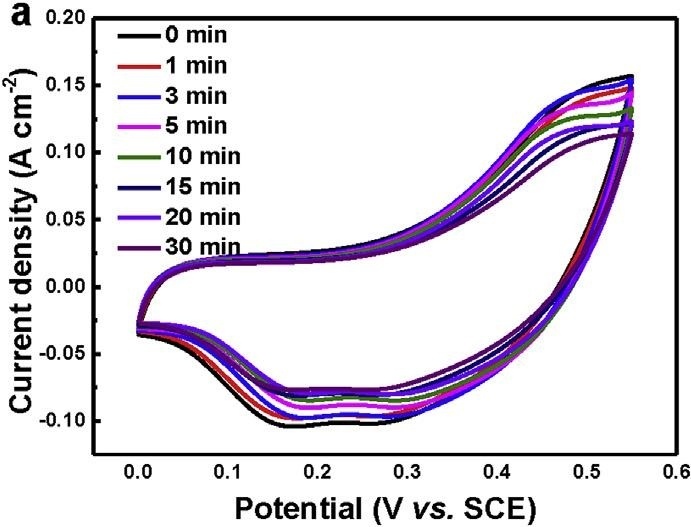 a
0.20
0.15
0.10
0.05
0.00
-0.05
-0.10
Current density (A cm⁻²)
0 min
1 min
3 min
5 min
10 min
15 min
20 min
30 min
0.0 0.1 0.2 0.3 0.4 0.5 0.6
Potential (V vs. SCE)